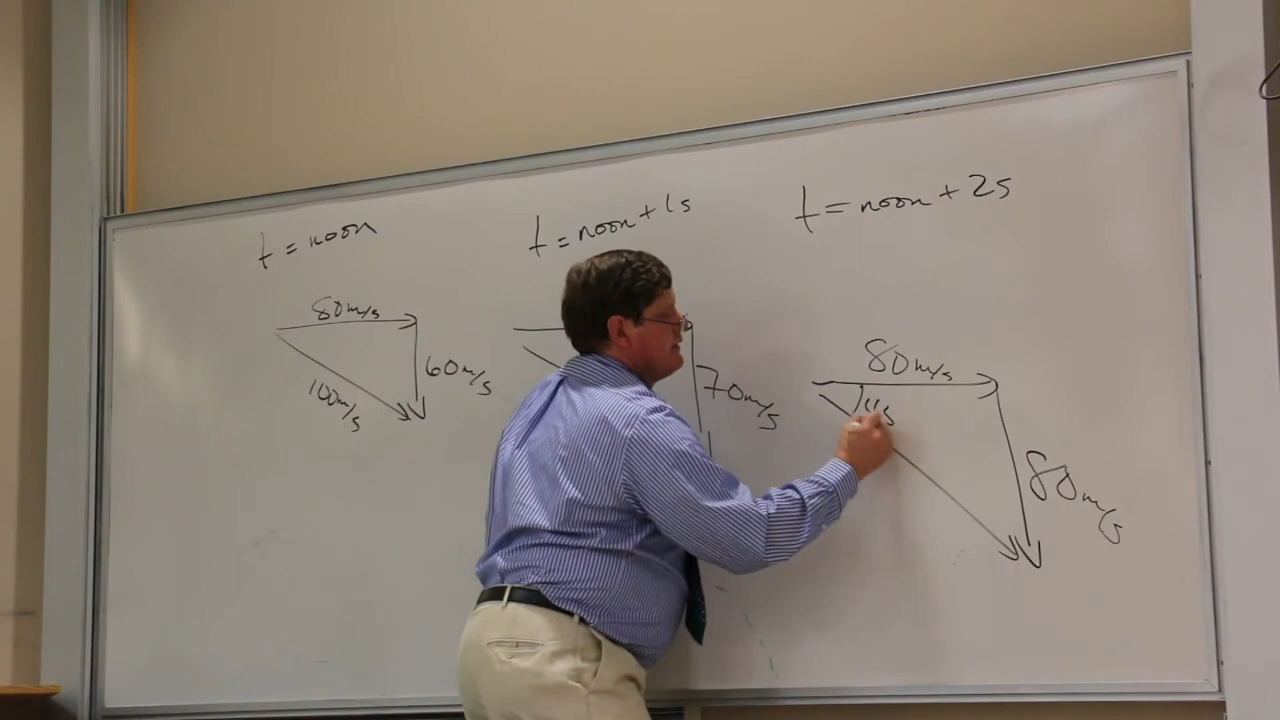 t = noon
80m/s
60m/s
100m/s
t = noon + 1s
70m/s
t = noon + 2s
80m/s
80m/s